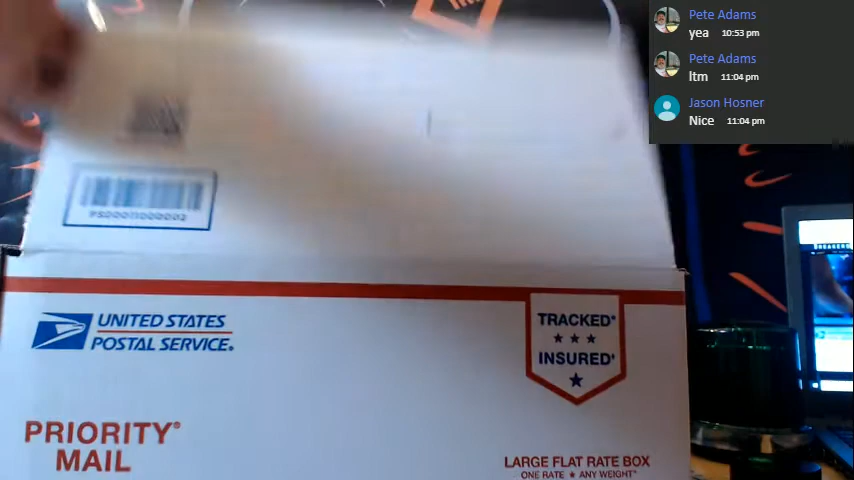 Pete Adams
yea 10:53 pm
Pete Adams
ltm 11:04 pm
Jason Hosner
Nice 11:04 pm
PS00011000002
UNITED STATES
POSTAL SERVICE.
TRACKED*
INSURED†
PRIORITY®
MAIL
LARGE FLAT RATE BOX
ONE RATE ★ ANY WEIGHT*